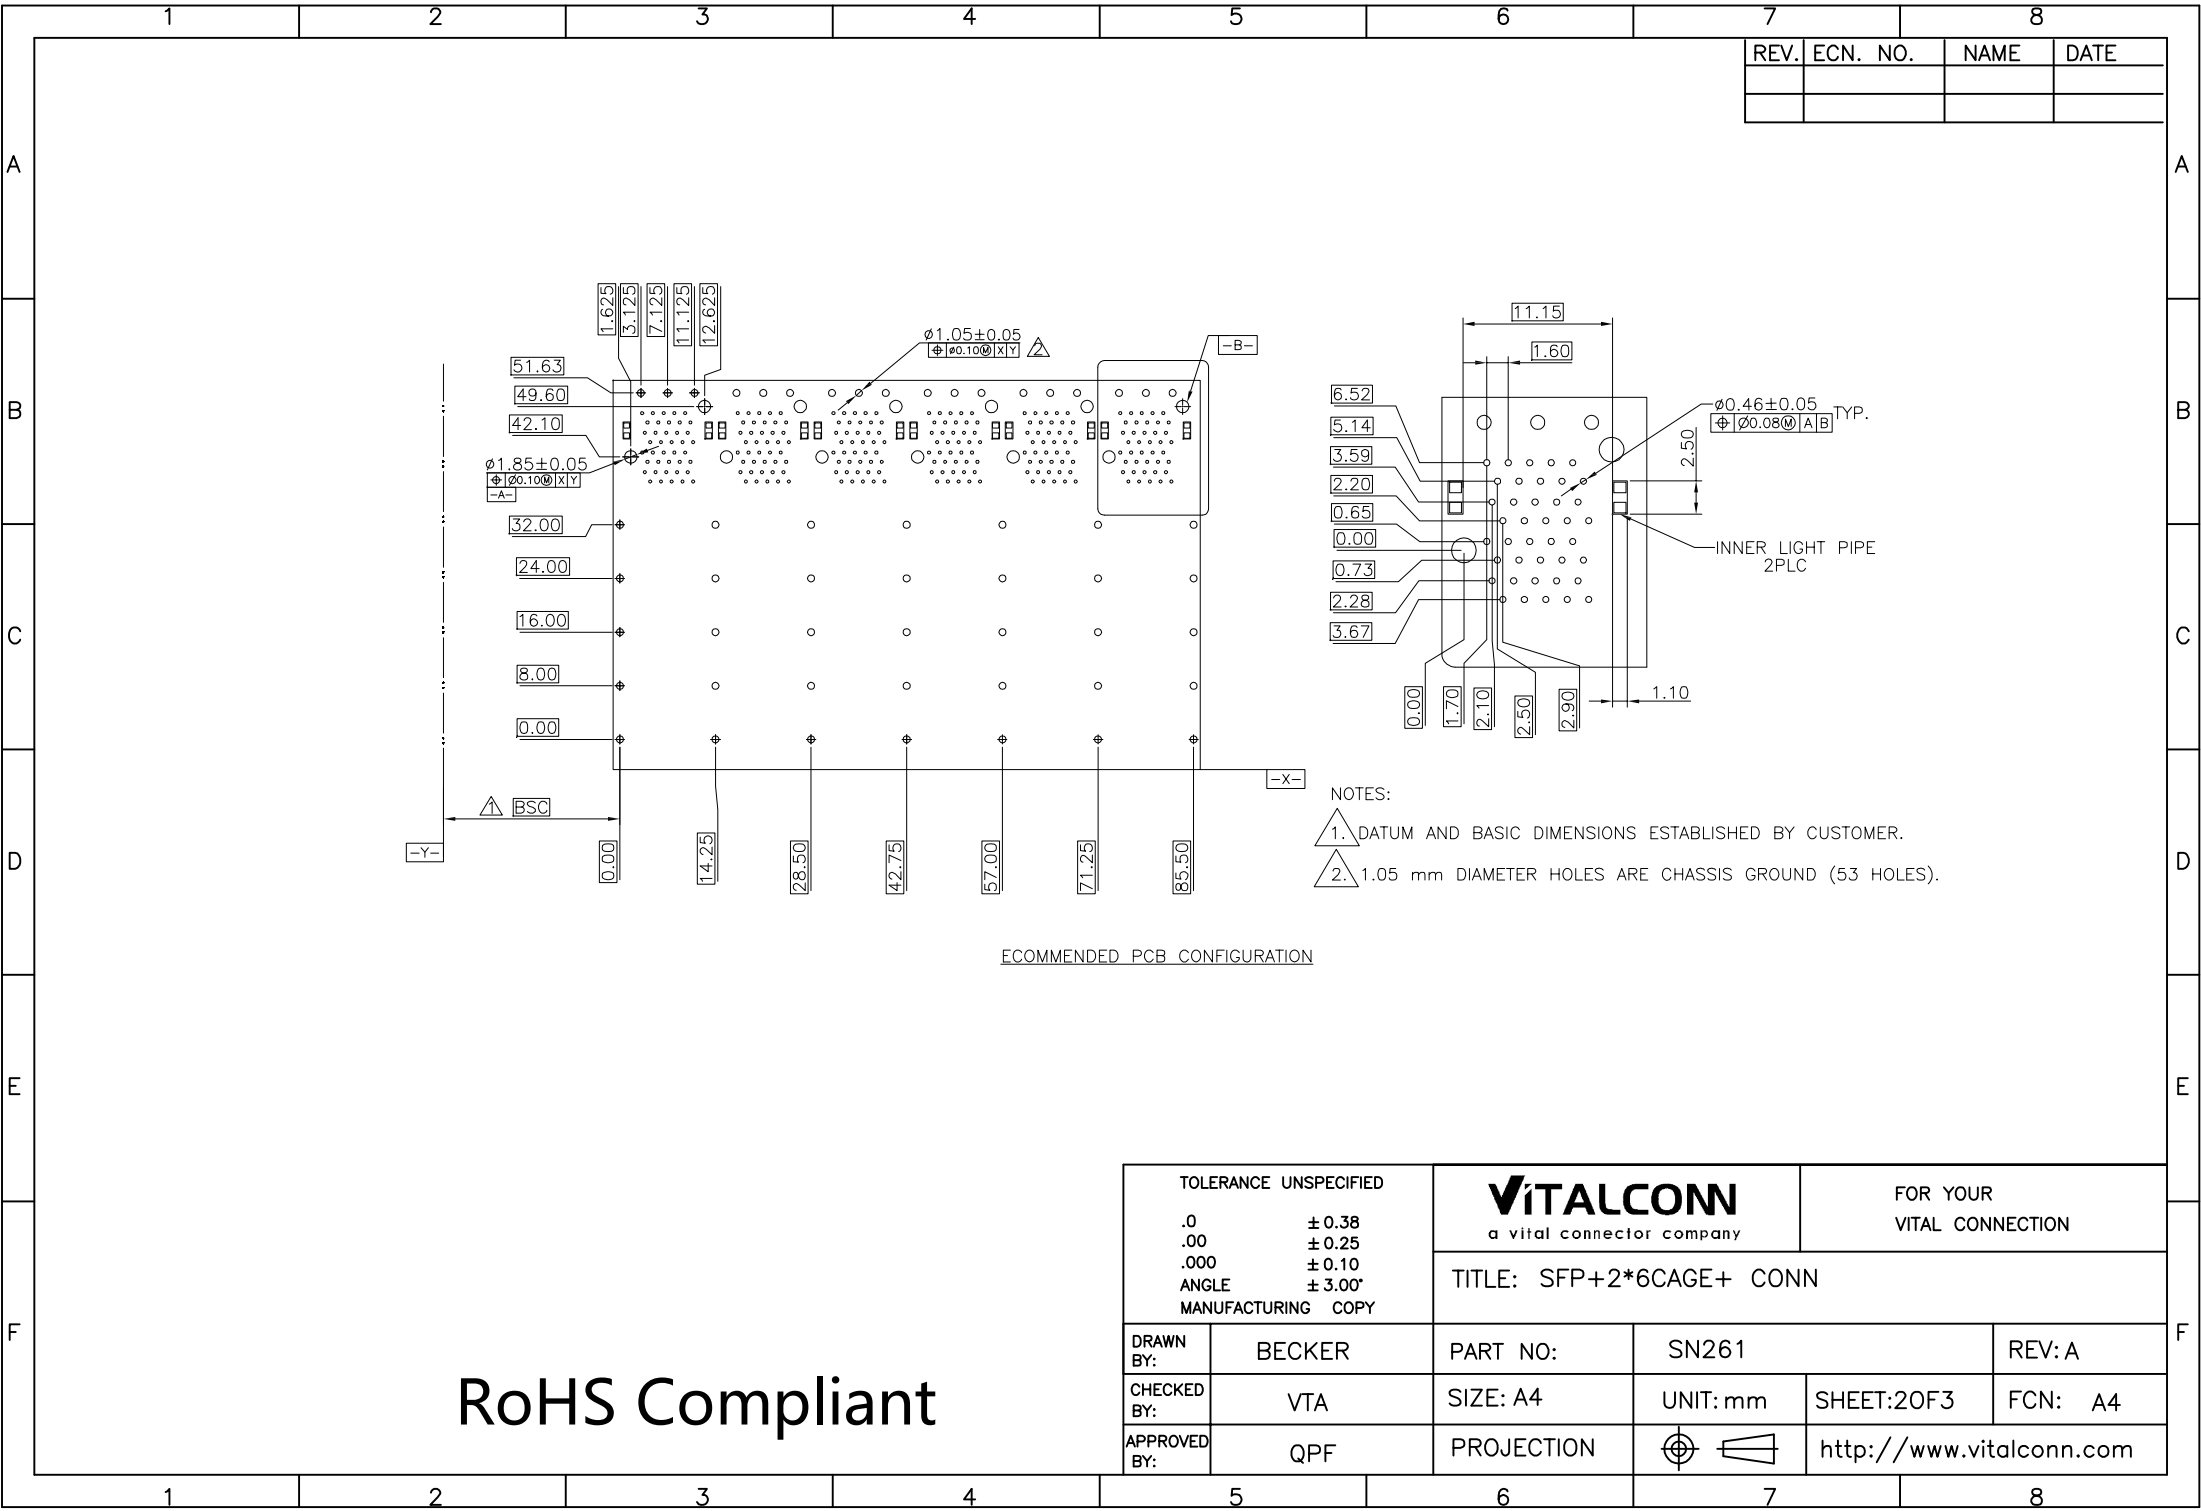 1 2 3 4 5 6 7 8
REV. ECN. NO. NAME DATE
A A
B B
C C
D D
E E
F F
1.625 3.125 7.125 11.125 12.625
51.63
49.60
42.10
ø1.85±0.05
⌖ Ø0.10Ⓜ X Y
-A-
32.00
24.00
16.00
8.00
0.00
ø1.05±0.05
⌖ ø0.10Ⓜ X Y 2
-B-
1 BSC
-Y-
-X-
0.00 14.25 28.50 42.75 57.00 71.25 85.50
11.15
1.60
6.52
5.14
3.59
2.20
0.65
0.00
0.73
2.28
3.67
ø0.46±0.05 TYP.
⌖ Ø0.08Ⓜ A B
2.50
INNER LIGHT PIPE
2PLC
0.00 1.70 2.10 2.50 2.90
1.10
NOTES:
1. DATUM AND BASIC DIMENSIONS ESTABLISHED BY CUSTOMER.
2. 1.05 mm DIAMETER HOLES ARE CHASSIS GROUND (53 HOLES).
ECOMMENDED PCB CONFIGURATION
RoHS Compliant
TOLERANCE UNSPECIFIED
.0 ±0.38
.00 ±0.25
.000 ±0.10
ANGLE ±3.00°
MANUFACTURING COPY
ViTALCONN
a vital connector company
FOR YOUR
VITAL CONNECTION
TITLE: SFP+2*6CAGE+ CONN
DRAWN BY: BECKER PART NO: SN261 REV: A
CHECKED BY: VTA SIZE: A4 UNIT: mm SHEET:2OF3 FCN: A4
APPROVED BY: QPF PROJECTION http://www.vitalconn.com
1 2 3 4 5 6 7 8